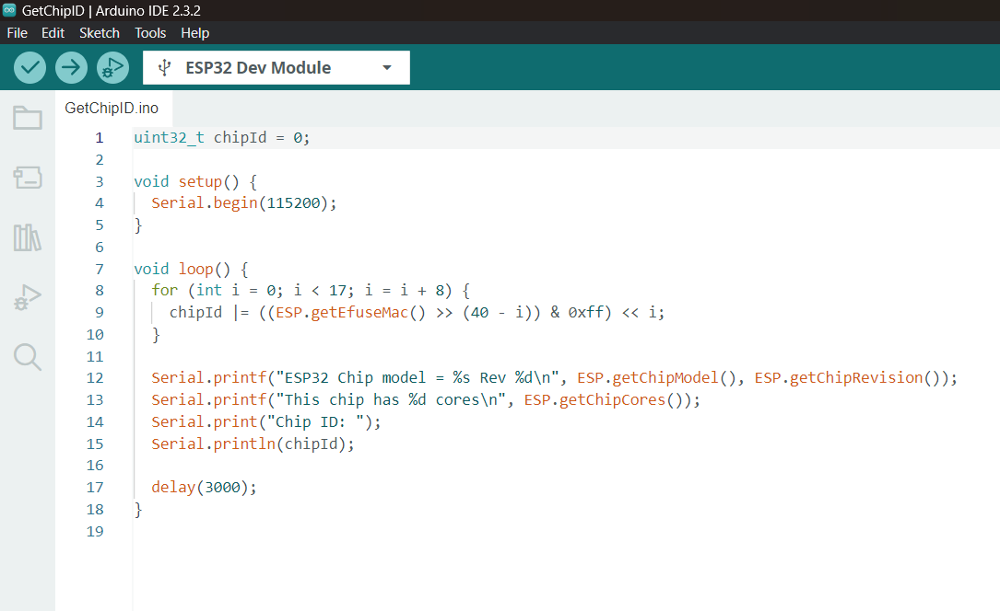 GetChipID | Arduino IDE 2.3.2
File Edit Sketch Tools Help
ESP32 Dev Module
GetChipID.ino
1 uint32_t chipId = 0;
2
3 void setup() {
4   Serial.begin(115200);
5 }
6
7 void loop() {
8   for (int i = 0; i < 17; i = i + 8) {
9     chipId |= ((ESP.getEfuseMac() >> (40 - i)) & 0xff) << i;
10   }
11
12   Serial.printf("ESP32 Chip model = %s Rev %d\n", ESP.getChipModel(), ESP.getChipRevision());
13   Serial.printf("This chip has %d cores\n", ESP.getChipCores());
14   Serial.print("Chip ID: ");
15   Serial.println(chipId);
16
17   delay(3000);
18 }
19